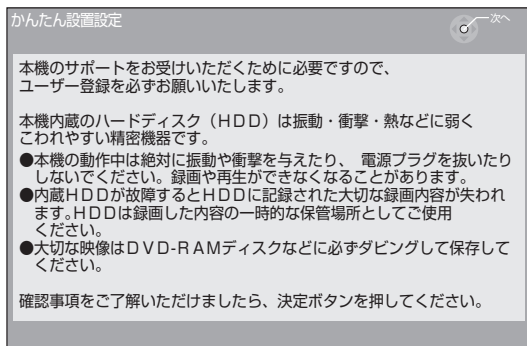 かんたん設置設定
次へ
本機のサポートをお受けいただくために必要ですので、
ユーザー登録を必ずお願いいたします。
本機内蔵のハードディスク（ＨＤＤ）は振動・衝撃・熱などに弱く
こわれやすい精密機器です。
●本機の動作中は絶対に振動や衝撃を与えたり、 電源プラグを抜いたり
しないでください。録画や再生ができなくなることがあります。
●内蔵ＨＤＤが故障するとＨＤＤに記録された大切な録画内容が失われ
ます。ＨＤＤは録画した内容の一時的な保管場所としてご使用
ください。
●大切な映像はＤＶＤ-ＲＡＭディスクなどに必ずダビングして保存して
ください。
確認事項をご了解いただけましたら、決定ボタンを押してください。